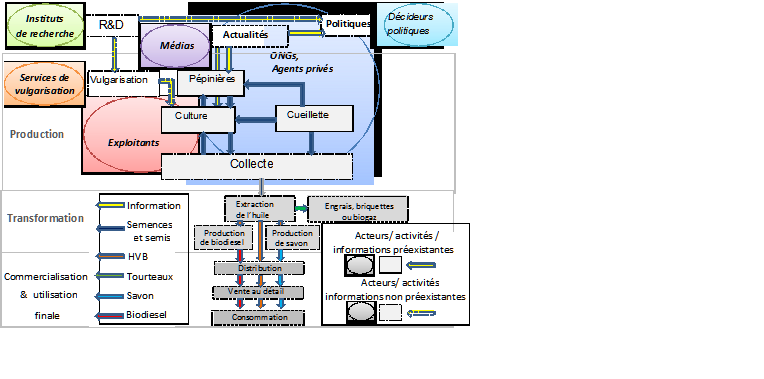 Instituts
de recherche
R&D
Médias
Actualités
Politiques
Décideurs
politiques
ONGs,
Agents privés
Services de
vulgarisation
Vulgarisation
Pépinières
Culture
Cueillette
Production
Exploitants
Collecte
Transformation
Extraction
de l'huile
Engrais, briquettes
ou biogaz
Production
de biodiesel
Production
de savon
Distribution
Vente au détail
Consommation
Commercialisation
& utilisation
finale
Information
Semences
et semis
HVB
Tourteaux
Savon
Biodiesel
Acteurs/ activités/
informations préexistantes
Acteurs/ activités
informations non préexistantes